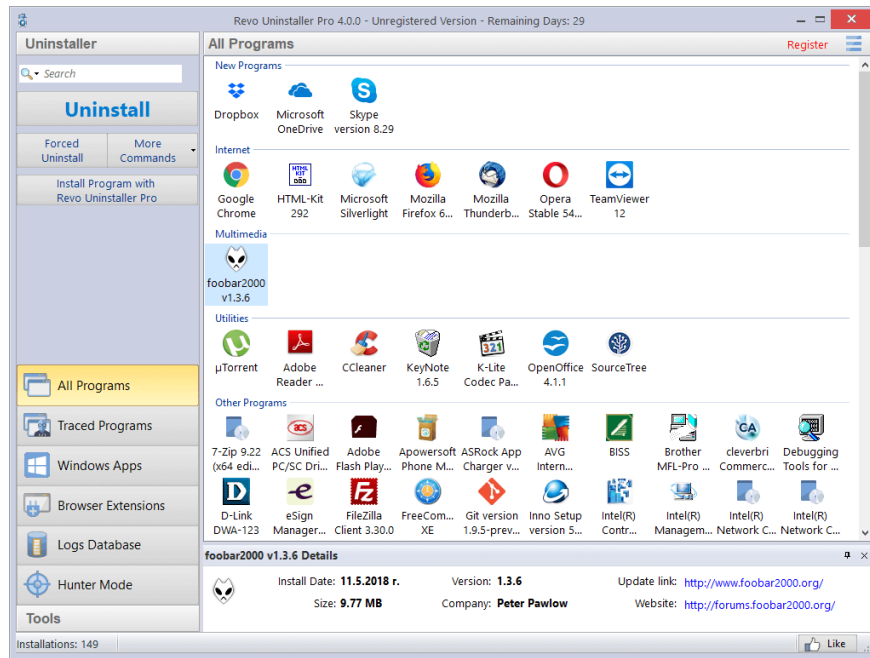 Revo Uninstaller Pro 4.0.0 - Unregistered Version - Remaining Days: 29
Uninstaller
All Programs
Register
Search
Uninstall
Forced Uninstall
More Commands
Install Program with
Revo Uninstaller Pro
All Programs
Traced Programs
Windows Apps
Browser Extensions
Logs Database
Hunter Mode
Tools
New Programs
Dropbox
Microsoft OneDrive
Skype version 8.29
Internet
Google Chrome
HTML-Kit 292
Microsoft Silverlight
Mozilla Firefox 6...
Mozilla Thunderb...
Opera Stable 54...
TeamViewer 12
Multimedia
foobar2000 v1.3.6
Utilities
µTorrent
Adobe Reader ...
CCleaner
KeyNote 1.6.5
K-Lite Codec Pa...
OpenOffice 4.1.1
SourceTree
Other Programs
7-Zip 9.22 (x64 edi...
ACS Unified PC/SC Dri...
Adobe Flash Play...
Apowersoft Phone M...
ASRock App Charger v...
AVG Intern...
BISS
Brother MFL-Pro ...
cleverbri Commerc...
Debugging Tools for ...
D-Link DWA-123
eSign Manager...
FileZilla Client 3.30.0
FreeCom... XE
Git version 1.9.5-prev...
Inno Setup version 5...
Intel(R) Contr...
Intel(R) Managem...
Intel(R) Network C...
Intel(R) Network C...
foobar2000 v1.3.6 Details
Install Date: 11.5.2018 г.
Version: 1.3.6
Update link: http://www.foobar2000.org/
Size: 9.77 MB
Company: Peter Pawlow
Website: http://forums.foobar2000.org/
Installations: 149
Like